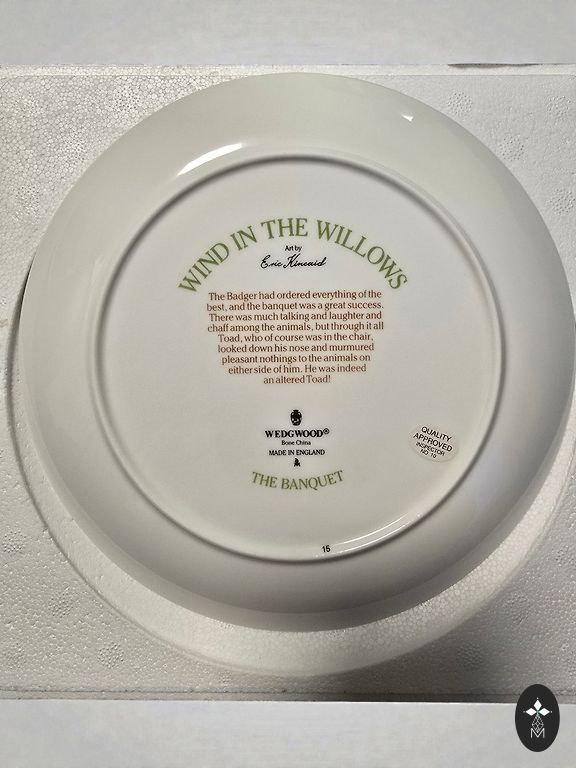 WIND IN THE WILLOWS
Art by
Eric Kincaid
The Badger had ordered everything of the
best, and the banquet was a great success.
There was much talking and laughter and
chaff among the animals, but through it all
Toad, who of course was in the chair,
looked down his nose and murmured
pleasant nothings to the animals on
either side of him. He was indeed
an altered Toad!
WEDGWOOD®
Bone China
MADE IN ENGLAND
THE BANQUET
QUALITY
APPROVED
INSPECTOR
NO. 10
15
M